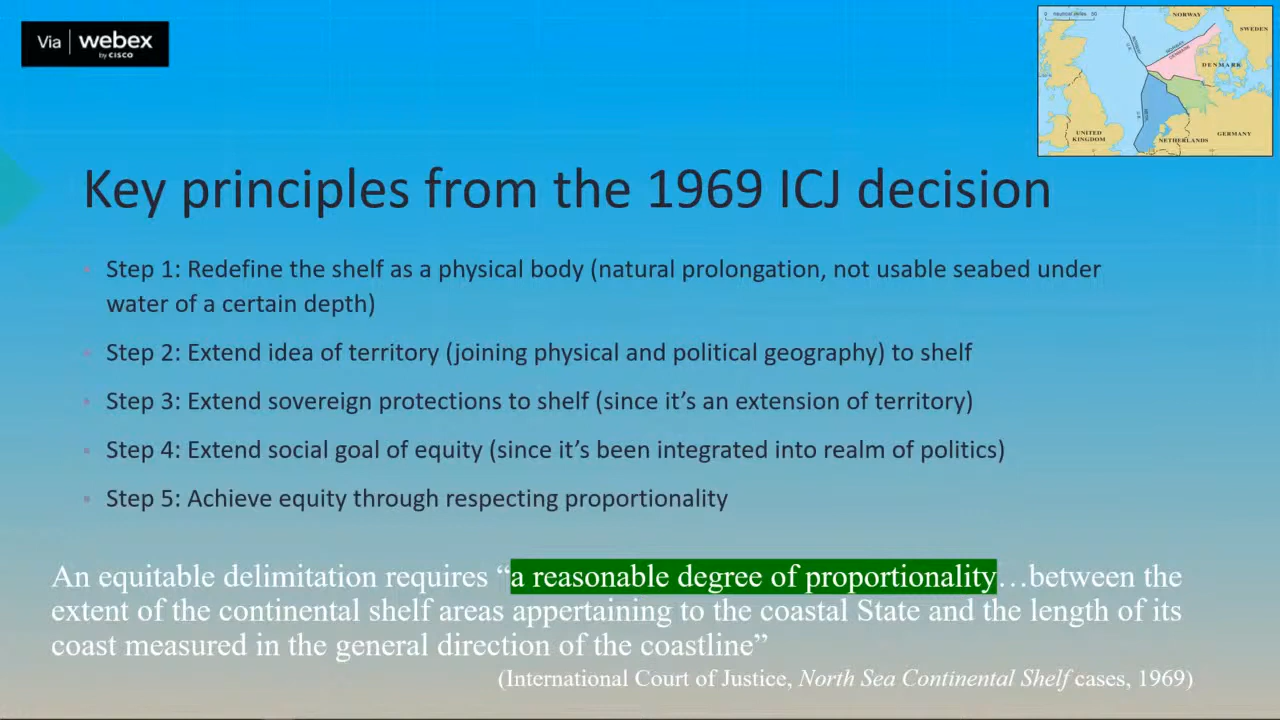 Via | webex
by CISCO
0 nautical miles 50
NORWAY
SWEDEN
DENMARK
UNITED
KINGDOM
NETHERLANDS
GERMANY
Key principles from the 1969 ICJ decision
Step 1: Redefine the shelf as a physical body (natural prolongation, not usable seabed under
water of a certain depth)
Step 2: Extend idea of territory (joining physical and political geography) to shelf
Step 3: Extend sovereign protections to shelf (since it’s an extension of territory)
Step 4: Extend social goal of equity (since it’s been integrated into realm of politics)
Step 5: Achieve equity through respecting proportionality
An equitable delimitation requires “a reasonable degree of proportionality…between the
extent of the continental shelf areas appertaining to the coastal State and the length of its
coast measured in the general direction of the coastline”
(International Court of Justice, North Sea Continental Shelf cases, 1969)